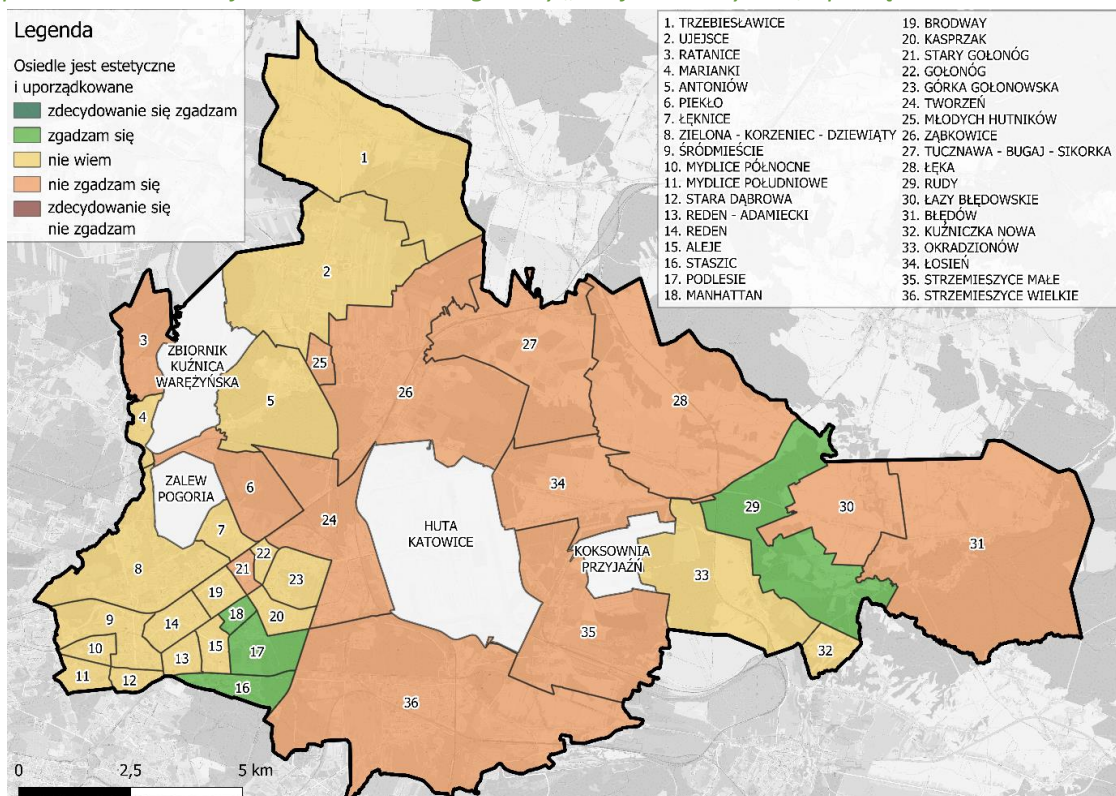 Legenda
Osiedle jest estetyczne
i uporządkowane
zdecydowanie się zgadzam
zgadzam się
nie wiem
nie zgadzam się
zdecydowanie się
nie zgadzam
1. TRZEBIESŁAWICE
2. UJEJSCE
3. RATANICE
4. MARIANKI
5. ANTONIÓW
6. PIEKŁO
7. ŁĘKNICE
8. ZIELONA - KORZENIEC - DZIEWIĄTY
9. ŚRÓDMIEŚCIE
10. MYDLICE PÓŁNOCNE
11. MYDLICE POŁUDNIOWE
12. STARA DĄBROWA
13. REDEN - ADAMIECKI
14. REDEN
15. ALEJE
16. STASZIC
17. PODLESIE
18. MANHATTAN
19. BRODWAY
20. KASPRZAK
21. STARY GOŁONÓG
22. GOŁONÓG
23. GÓRKA GOŁONOWSKA
24. TWORZEŃ
25. MŁODYCH HUTNIKÓW
26. ZĄBKOWICE
27. TUCZNAWA - BUGAJ - SIKORKA
28. ŁĘKA
29. RUDY
30. ŁAZY BŁĘDOWSKIE
31. BŁĘDÓW
32. KUŹNICZKA NOWA
33. OKRADZIONÓW
34. ŁOSIEŃ
35. STRZEMIESZYCE MAŁE
36. STRZEMIESZYCE WIELKIE
1
2
3
ZBIORNIK
KUŹNICA
WARĘŻYŃSKA
25
27
26
28
5
4
ZALEW
POGORIA
6
34
24
HUTA
KATOWICE
29
30
7
31
22
KOKSOWNIA
PRZYJAŹŃ
8
21
23
33
19
18
20
9
14
35
10
15
17
32
13
11
12
16
36
0
2,5
5 km